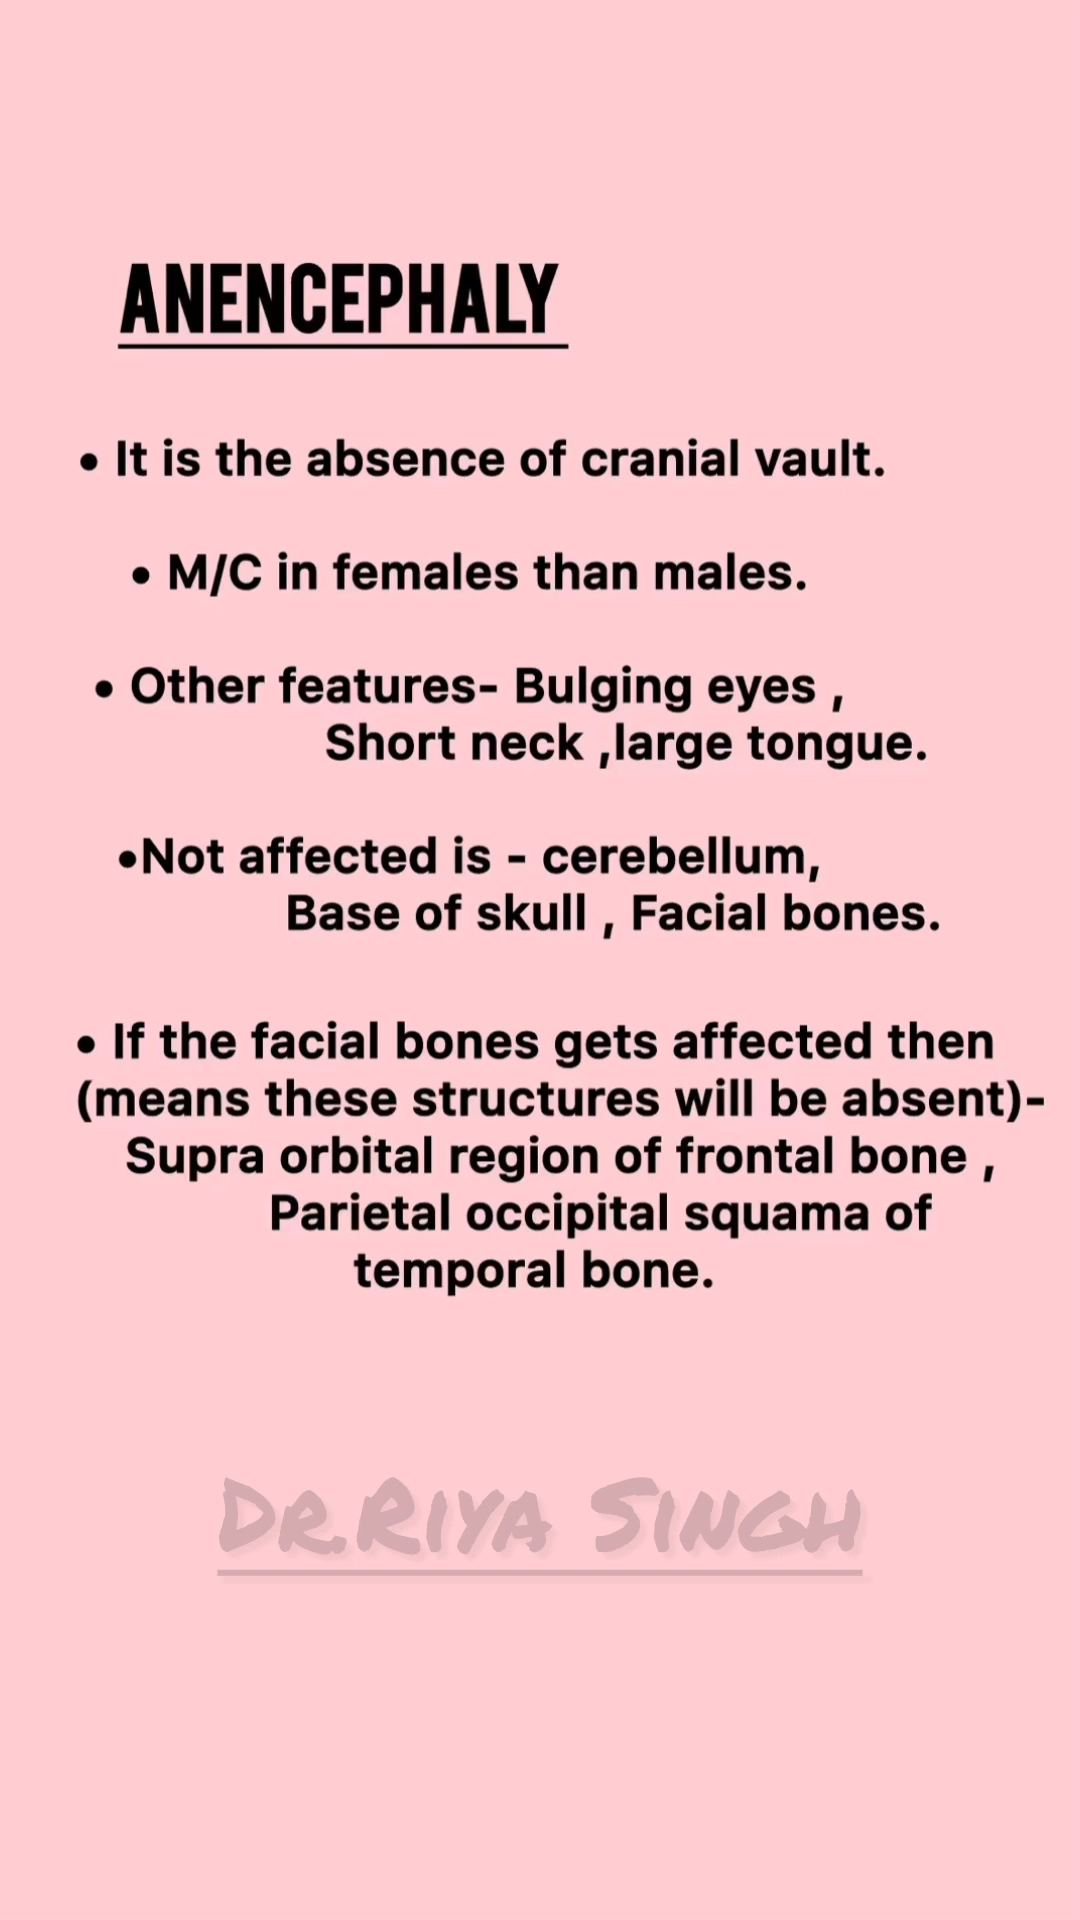 ANENCEPHALY
• It is the absence of cranial vault.
• M/C in females than males.
• Other features- Bulging eyes ,
Short neck ,large tongue.
•Not affected is - cerebellum,
Base of skull , Facial bones.
• If the facial bones gets affected then
(means these structures will be absent)-
Supra orbital region of frontal bone ,
Parietal occipital squama of
temporal bone.
Dr.Riya Singh